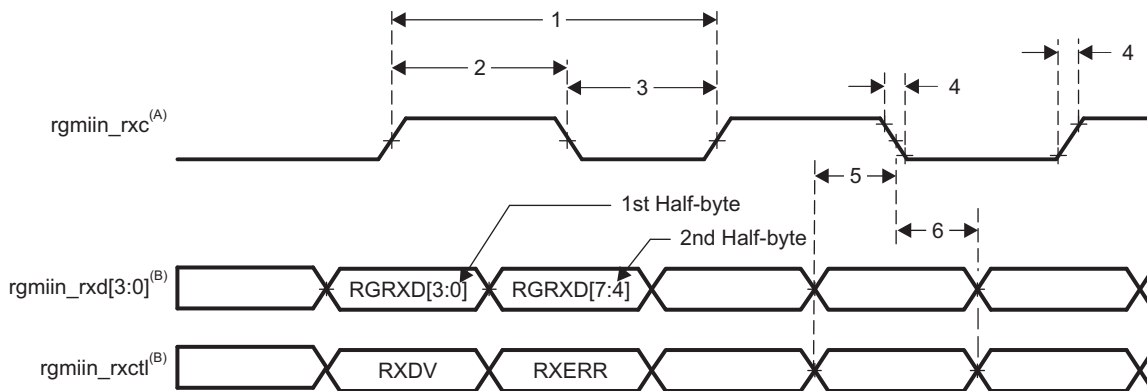 1
2
3
4
4
rgmiin_rxc(A)
5
1st Half-byte
6
2nd Half-byte
rgmiin_rxd[3:0](B)
RGRXD[3:0]
RGRXD[7:4]
rgmiin_rxctl(B)
RXDV
RXERR